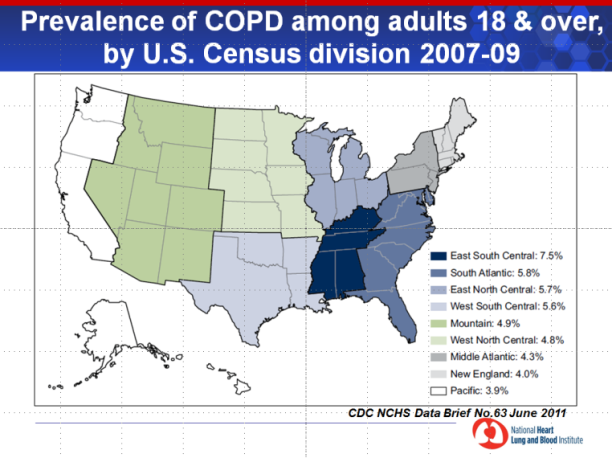 Prevalence of COPD among adults 18 & over,
by U.S. Census division 2007-09
East South Central: 7.5%
South Atlantic: 5.8%
East North Central: 5.7%
West South Central: 5.6%
Mountain: 4.9%
West North Central: 4.8%
Middle Atlantic: 4.3%
New England: 4.0%
Pacific: 3.9%
CDC NCHS Data Brief No.63 June 2011
National Heart
Lung and Blood Institute